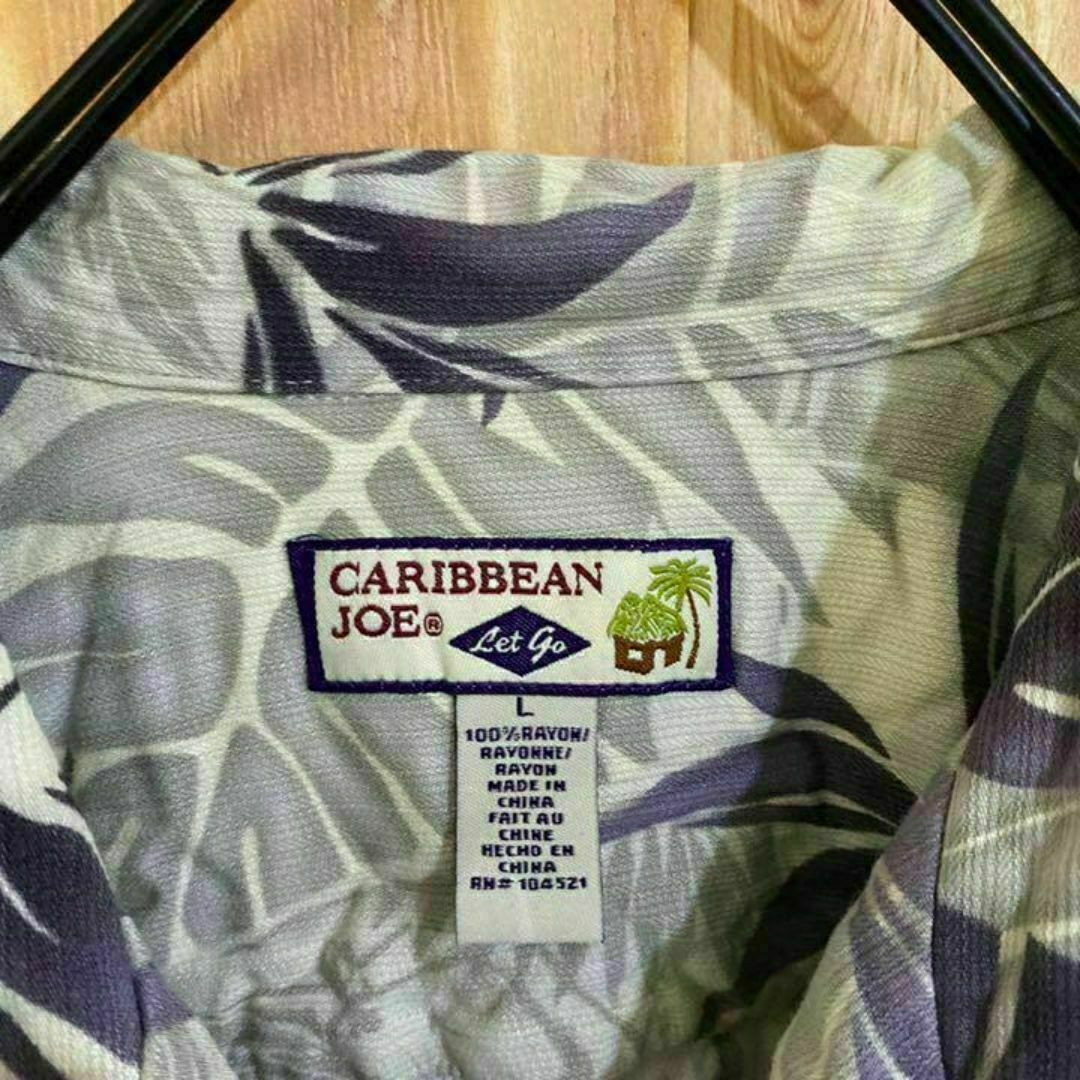 CARIBBEAN
JOE®
Let Go
L
100%RAYON/
RAYONNE/
RAYON
MADE IN
CHINA
FAIT AU
CHINE
HECHO EN
CHINA
RN# 104521